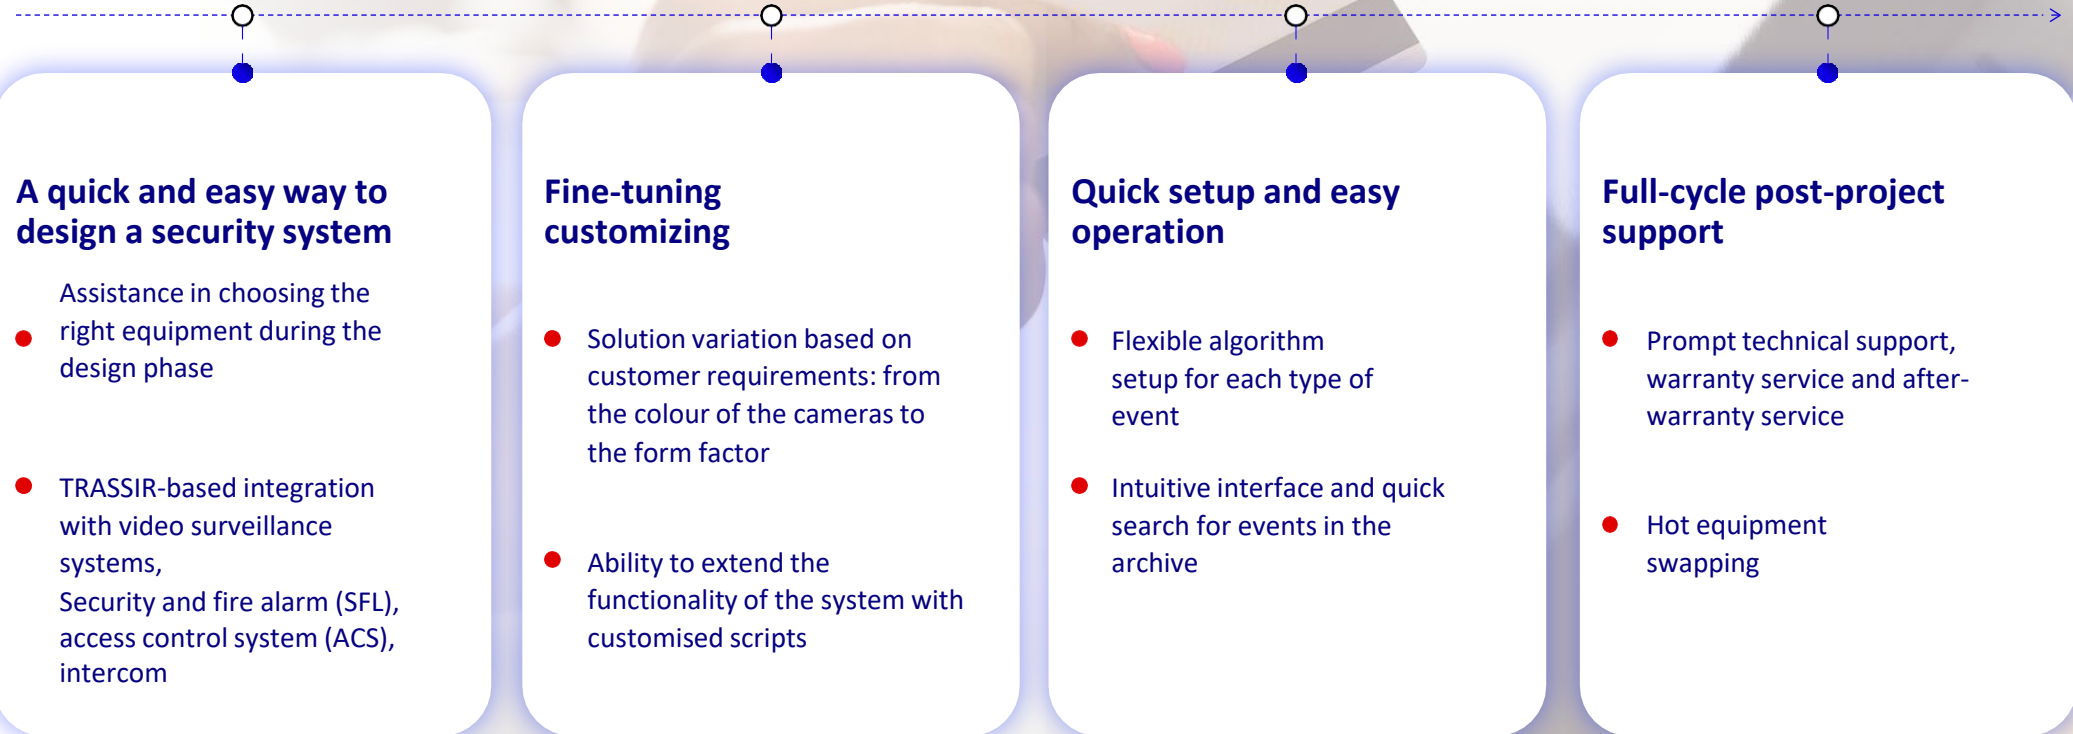 A quick and easy way to
design a security system
Assistance in choosing the
right equipment during the
design phase
TRASSIR-based integration
with video surveillance
systems,
Security and fire alarm (SFL),
access control system (ACS),
intercom
Fine-tuning
customizing
Solution variation based on
customer requirements: from
the colour of the cameras to
the form factor
Ability to extend the
functionality of the system with
customised scripts
Quick setup and easy
operation
Flexible algorithm
setup for each type of
event
Intuitive interface and quick
search for events in the
archive
Full-cycle post-project
support
Prompt technical support,
warranty service and after-
warranty service
Hot equipment
swapping